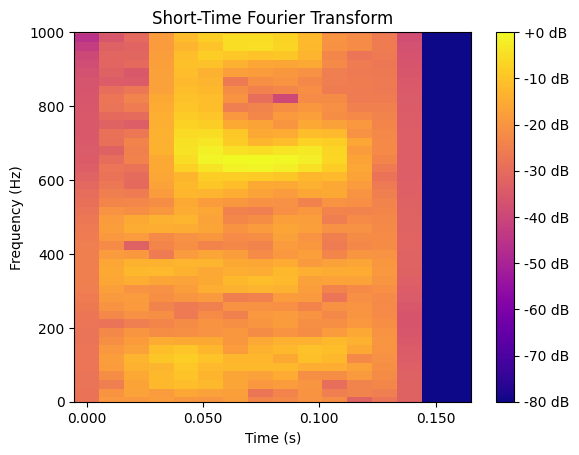 Short-Time Fourier Transform
1000
800
600
400
200
0
Frequency (Hz)
0.000
0.050
0.100
0.150
Time (s)
+0 dB
-10 dB
-20 dB
-30 dB
-40 dB
-50 dB
-60 dB
-70 dB
-80 dB